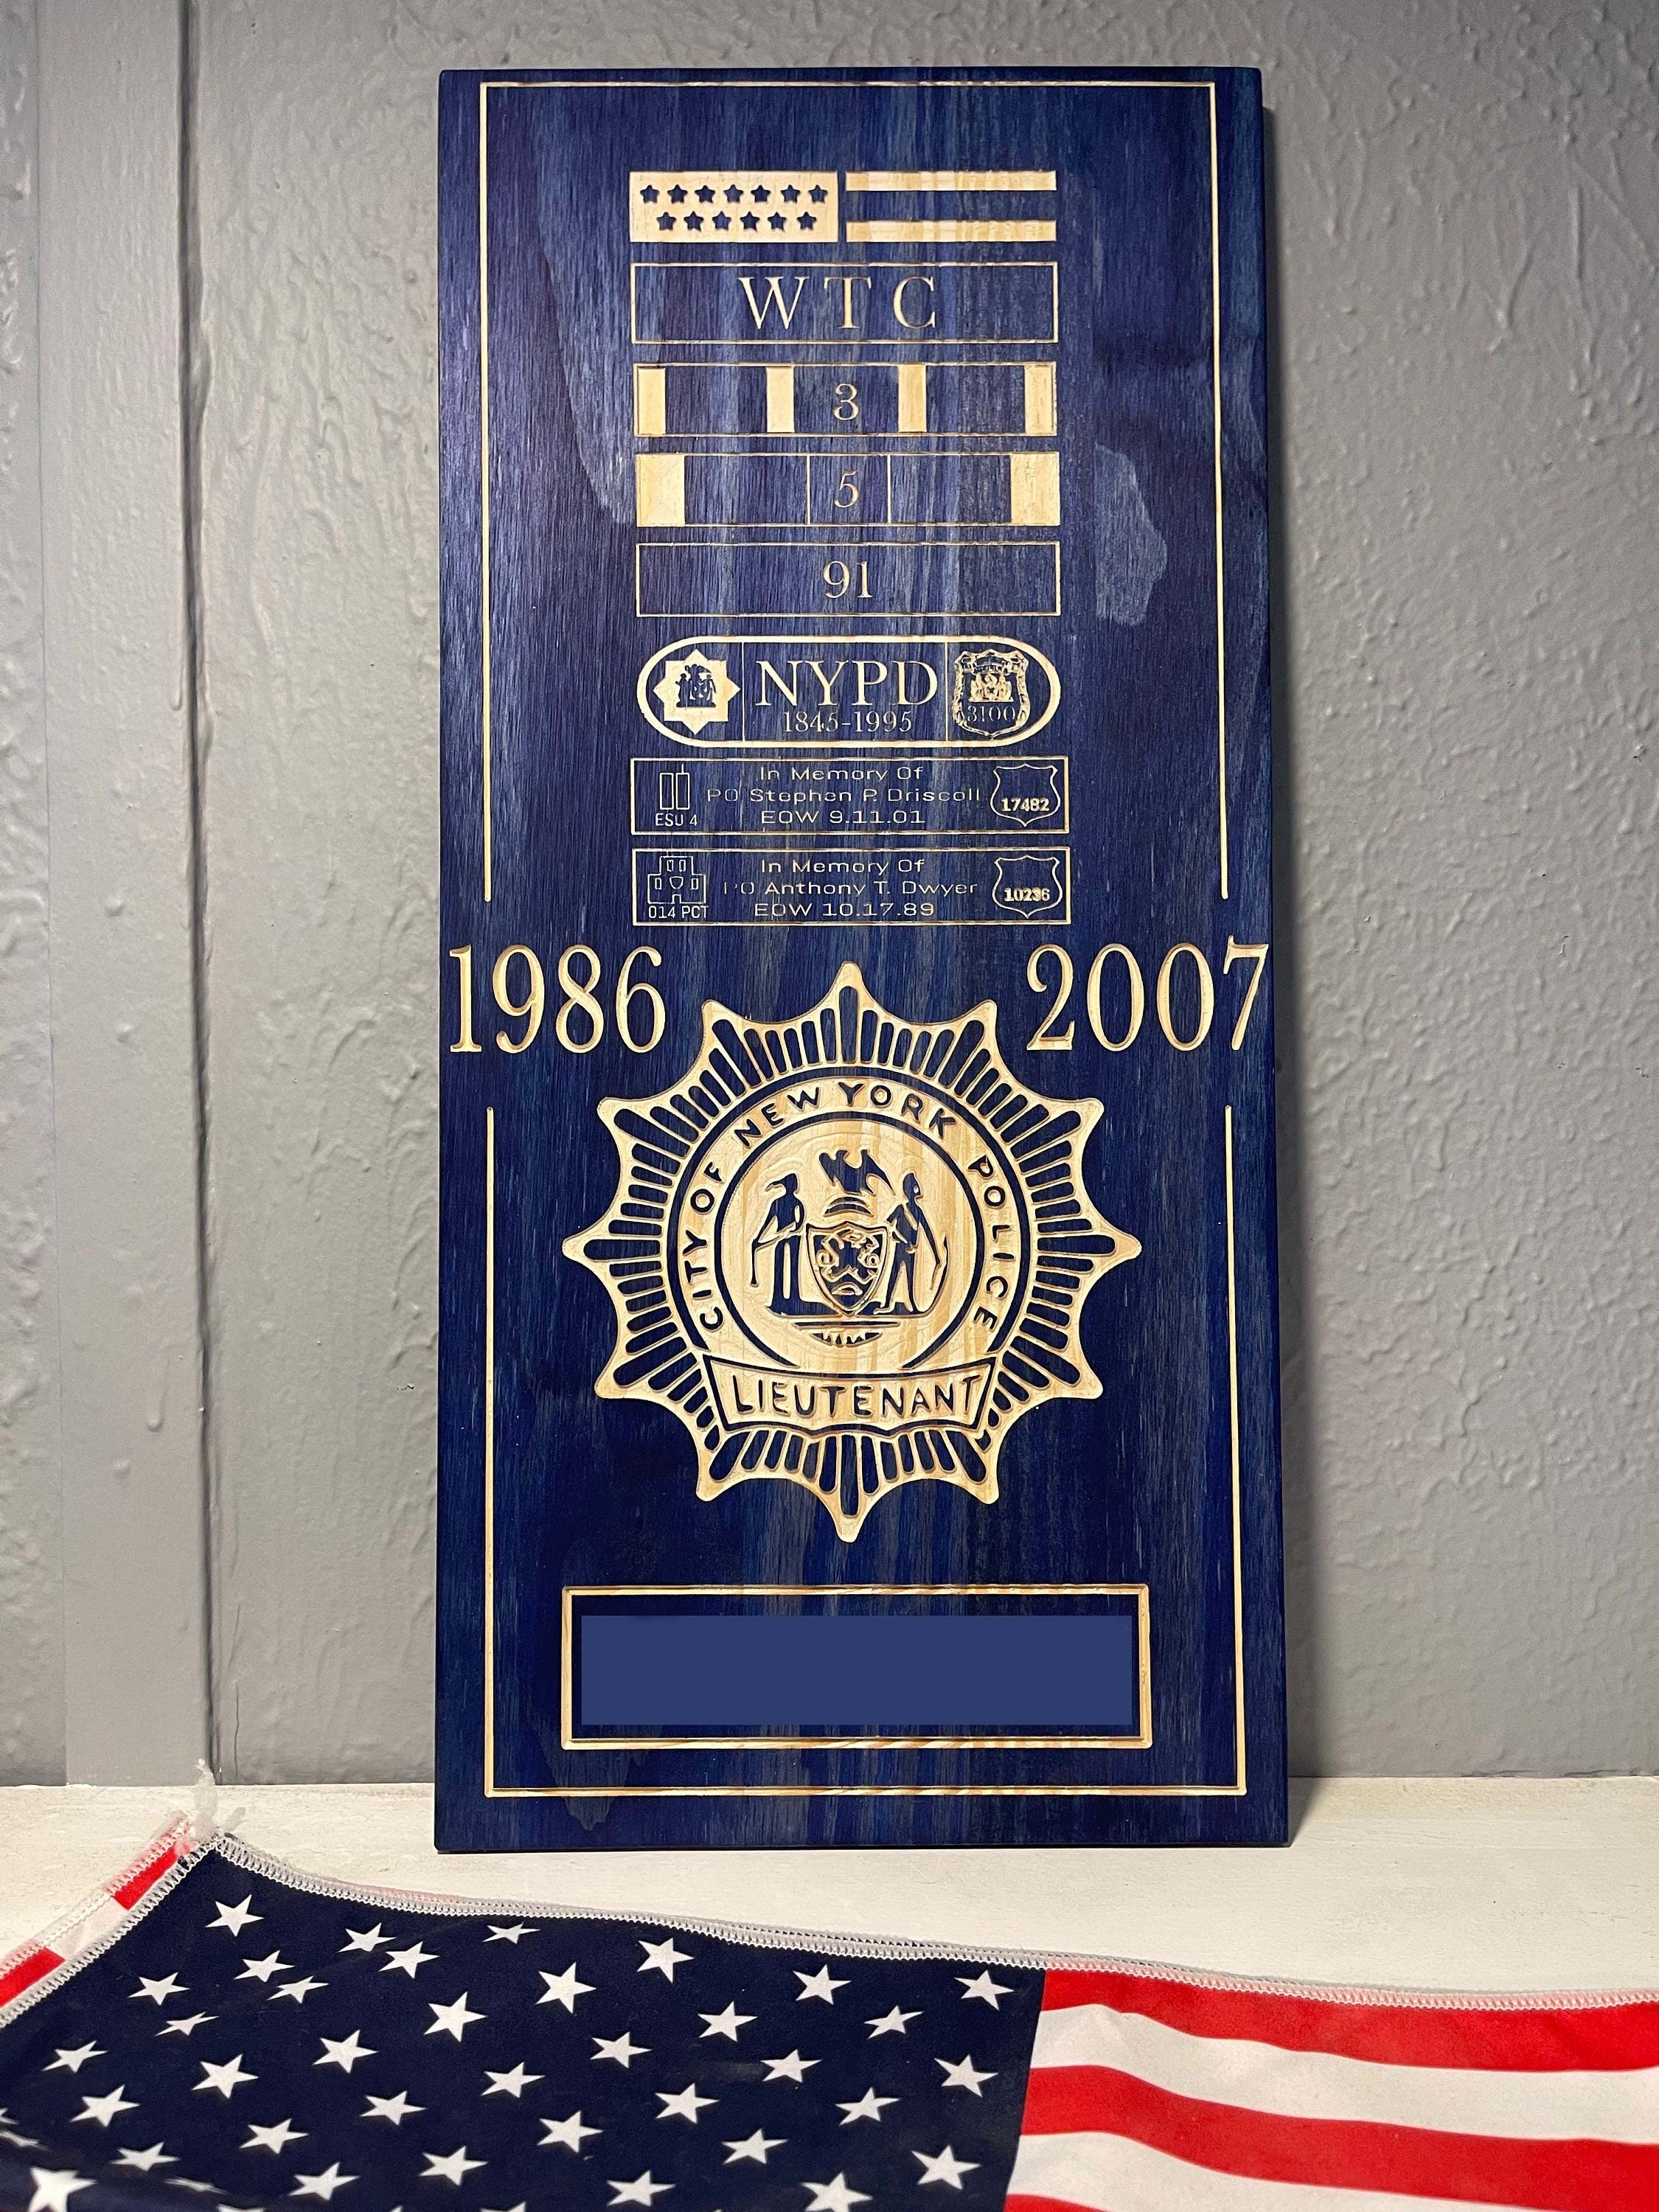 W T C
3
5
91
NYPD
1845-1995
3100
In Memory Of
PO Stephen P. Driscoll
EOW 9.11.01
ESU 4
17482
In Memory Of
PO Anthony T. Dwyer
EOW 10.17.89
014 PCT
10236
1986 2007
CITY OF NEW YORK POLICE
LIEUTENANT